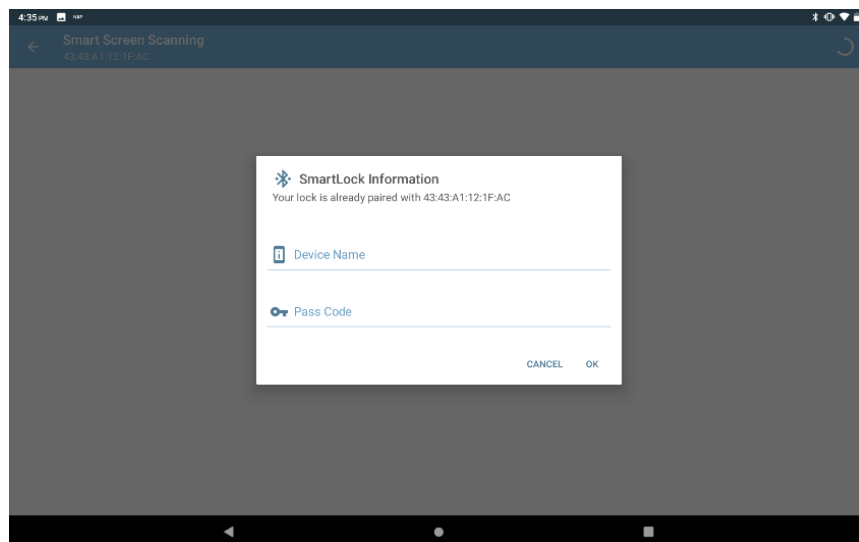 4:35 PM NXP
Smart Screen Scanning
43:43:A1:12:1F:AC
SmartLock Information
Your lock is already paired with 43:43:A1:12:1F:AC
Device Name
Pass Code
CANCEL OK